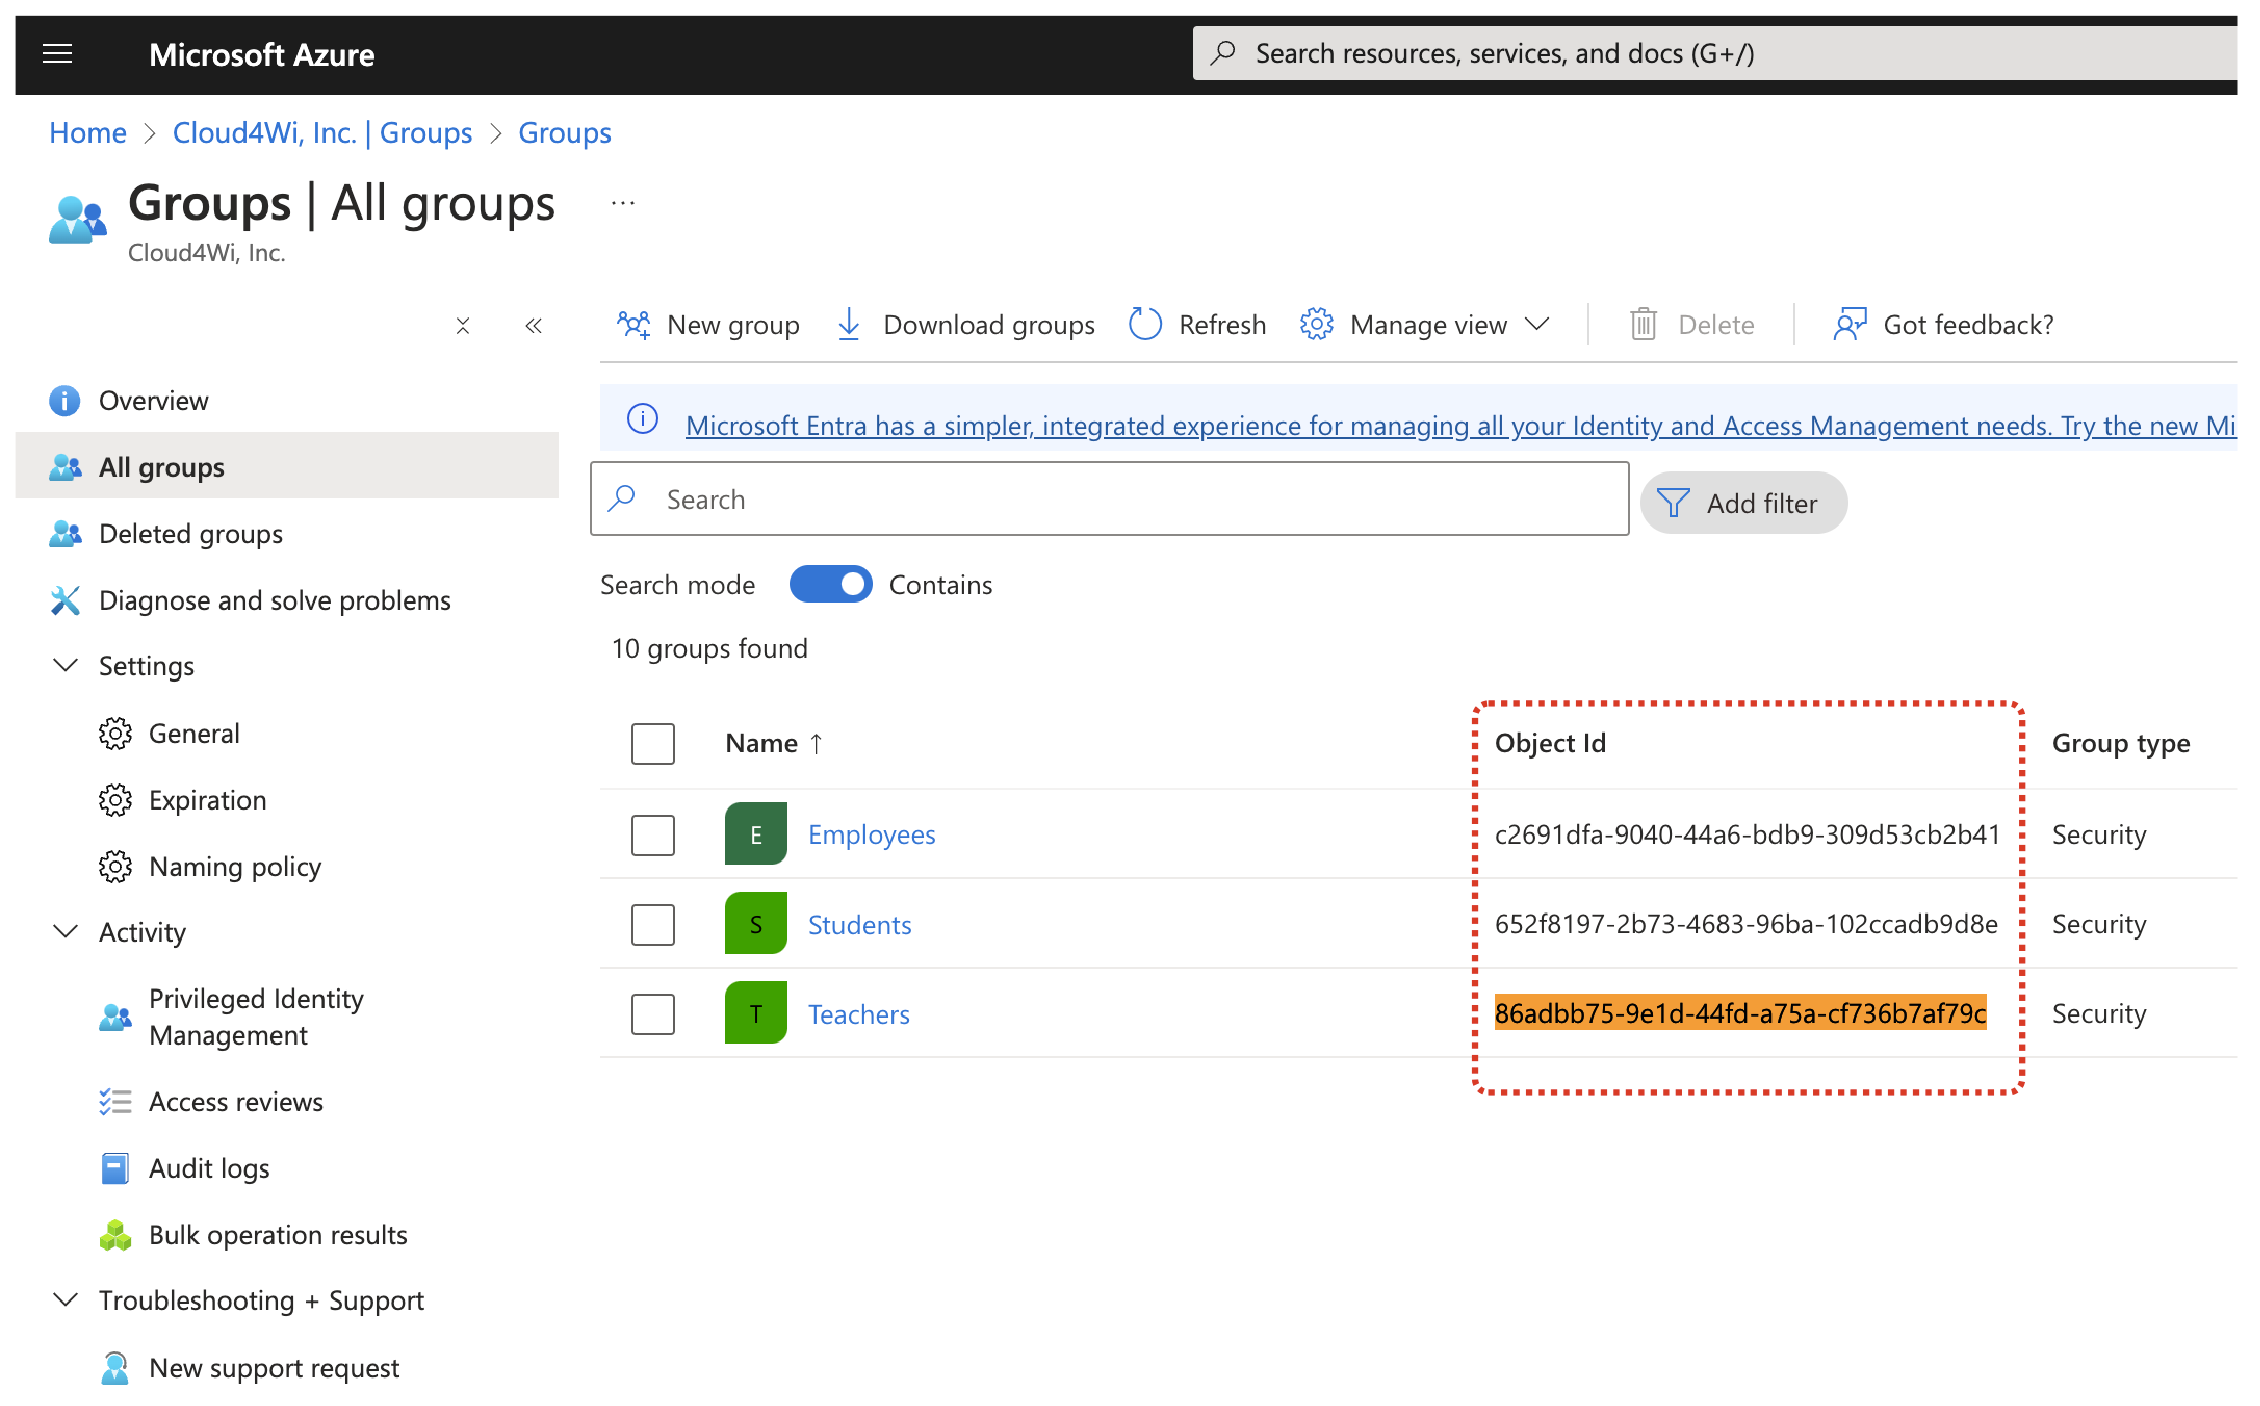 Microsoft Azure
Search resources, services, and docs (G+/)
Home > Cloud4Wi, Inc. | Groups > Groups
Groups | All groups ...
Cloud4Wi, Inc.
New group Download groups Refresh Manage view Delete Got feedback?
Overview
All groups
Deleted groups
Diagnose and solve problems
Settings
General
Expiration
Naming policy
Activity
Privileged Identity
Management
Access reviews
Audit logs
Bulk operation results
Troubleshooting + Support
New support request
Microsoft Entra has a simpler, integrated experience for managing all your Identity and Access Management needs. Try the new Mi
Search
Add filter
Search mode Contains
10 groups found
Name ↑ Object Id Group type
E Employees c2691dfa-9040-44a6-bdb9-309d53cb2b41 Security
S Students 652f8197-2b73-4683-96ba-102ccadb9d8e Security
T Teachers 86adbb75-9e1d-44fd-a75a-cf736b7af79c Security